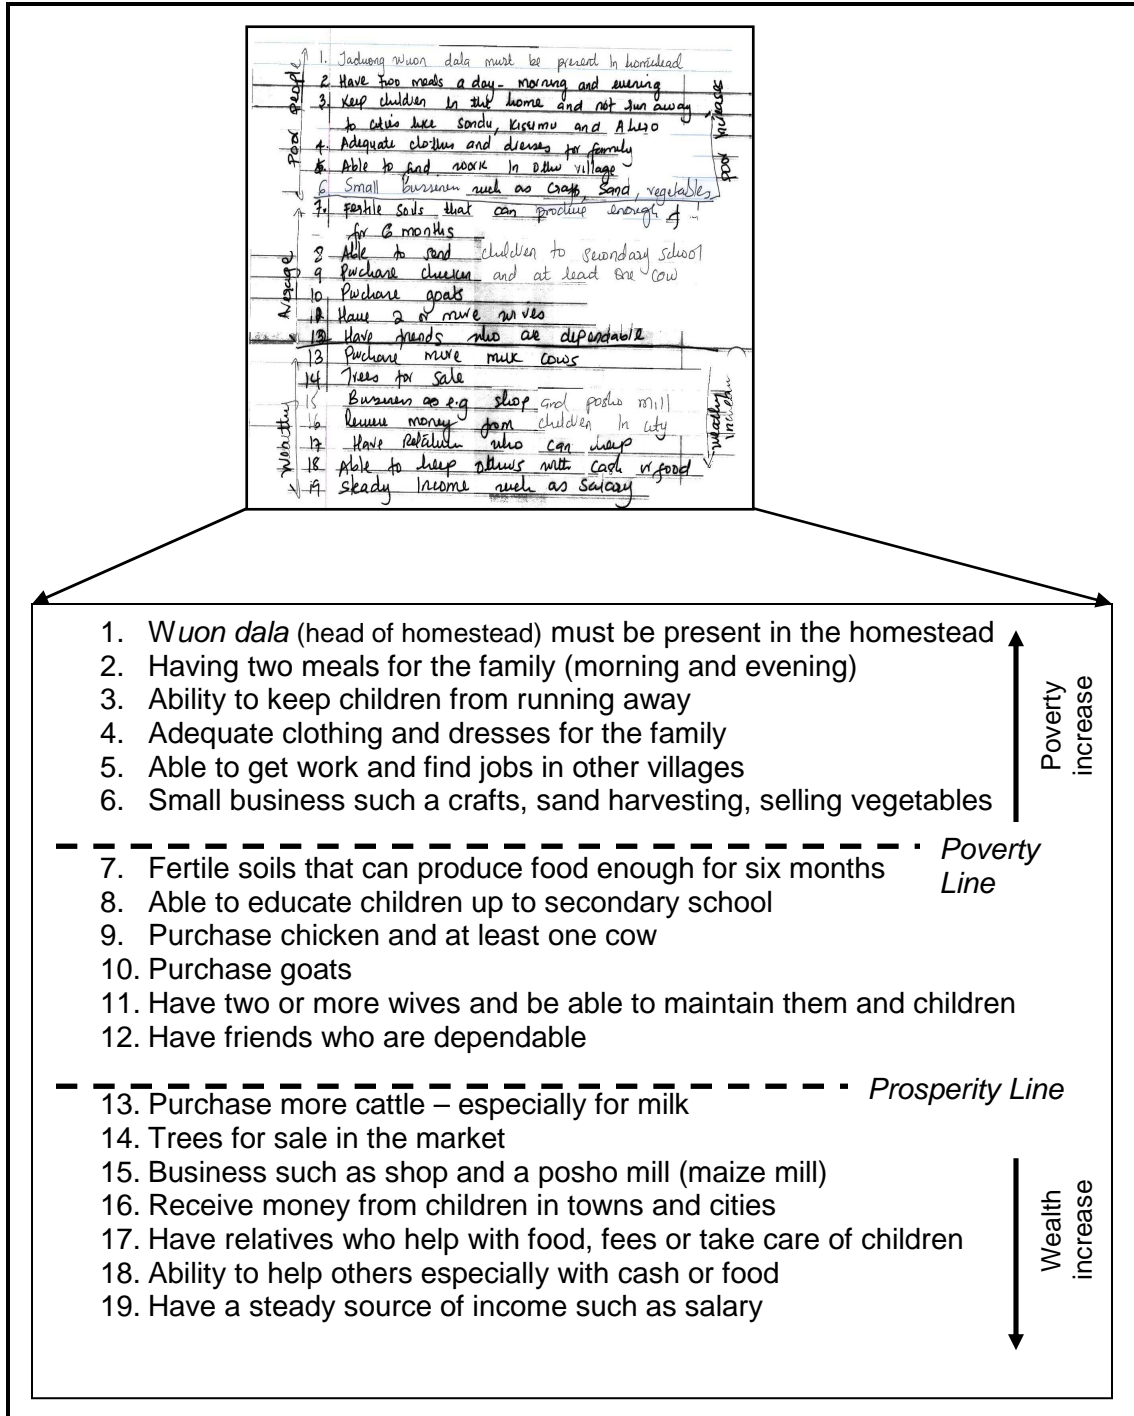 1. Jaduong Wuon dala must be present in homestead
2 Have two meals a day - morning and evening
3. Keep children in the home and not run away
to cities like Sondu, Kisumu and Ahero
4. Adequate clothes and dresses for family
5. Able to find work in other village
6 Small business such as crafts, sand, vegetables
7. Fertile soils that can produce enough
for 6 months
8 Able to send children to secondary school
9 Purchase chicken and at least one cow
10 Purchase goats
Have 2 or more wives
Have friends who are dependable
13 Purchase more milk cows
14 Trees for sale
15 Business as e.g shop and posho mill
16 Receive money from children in city
17 Have relatives who can help
18 Able to help others with cash or food
19 Steady Income such as Salary
Poor people
Average
Wealthy
poor increases
1. Wuon dala (head of homestead) must be present in the homestead
2. Having two meals for the family (morning and evening)
3. Ability to keep children from running away
4. Adequate clothing and dresses for the family
5. Able to get work and find jobs in other villages
6. Small business such a crafts, sand harvesting, selling vegetables
Poverty
increase
Poverty
Line
7. Fertile soils that can produce food enough for six months
8. Able to educate children up to secondary school
9. Purchase chicken and at least one cow
10. Purchase goats
11. Have two or more wives and be able to maintain them and children
12. Have friends who are dependable
Prosperity Line
13. Purchase more cattle – especially for milk
14. Trees for sale in the market
15. Business such as shop and a posho mill (maize mill)
16. Receive money from children in towns and cities
17. Have relatives who help with food, fees or take care of children
18. Ability to help others especially with cash or food
19. Have a steady source of income such as salary
Wealth
increase